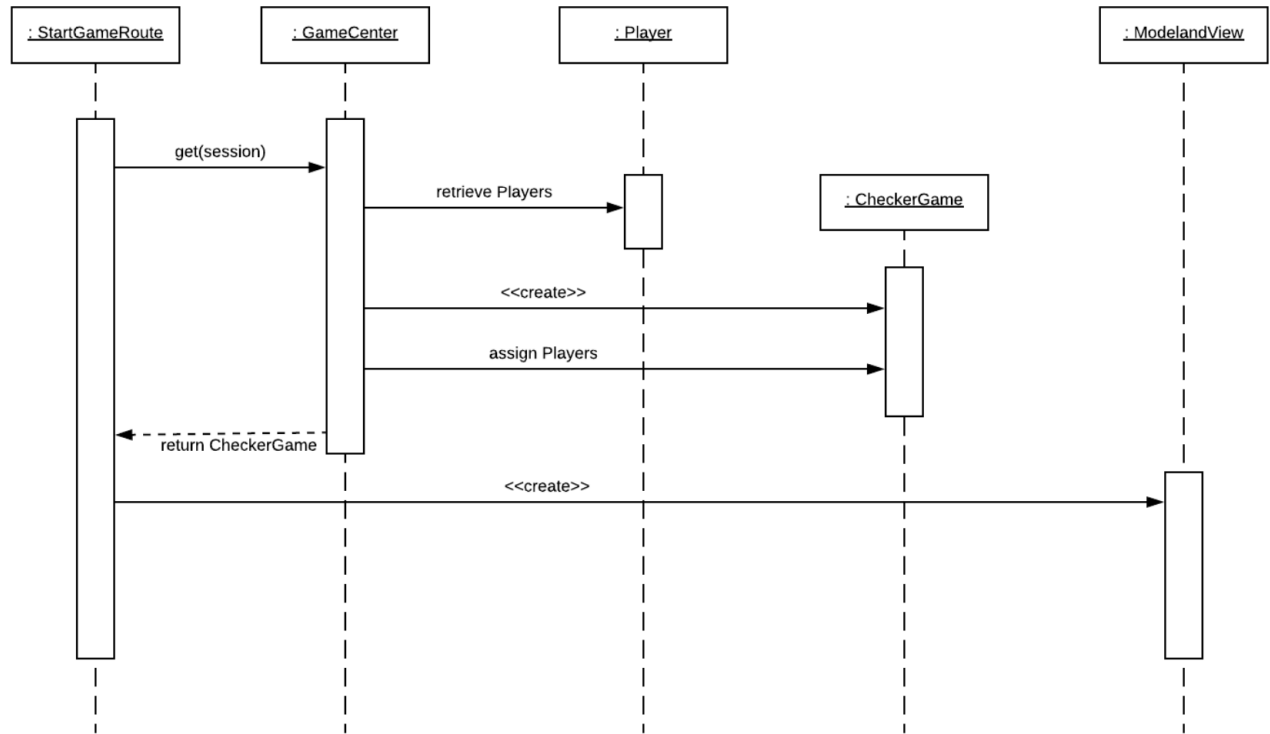 : StartGameRoute
: GameCenter
: Player
: ModelandView
get(session)
retrieve Players
: CheckerGame
<<create>>
assign Players
return CheckerGame
<<create>>